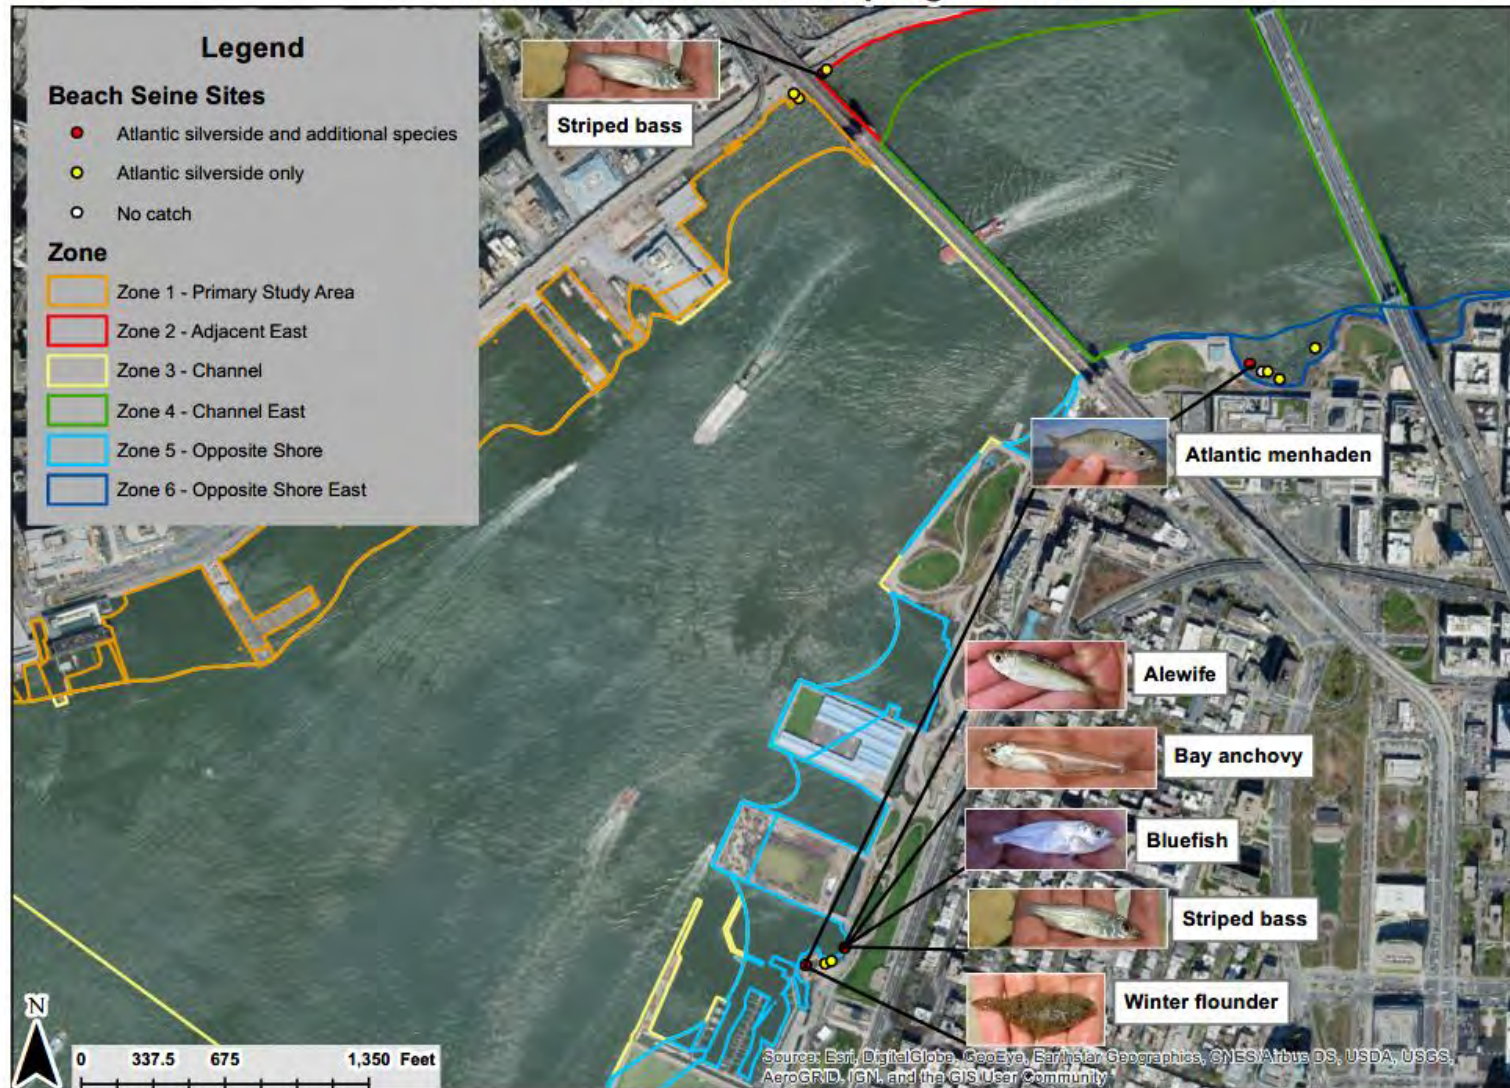 Legend
Beach Seine Sites
Atlantic silverside and additional species
Atlantic silverside only
No catch
Zone
Zone 1 - Primary Study Area
Zone 2 - Adjacent East
Zone 3 - Channel
Zone 4 - Channel East
Zone 5 - Opposite Shore
Zone 6 - Opposite Shore East
Striped bass
Atlantic menhaden
Alewife
Bay anchovy
Bluefish
Striped bass
Winter flounder
N
0 337.5 675 1,350 Feet
Source: Esri, DigitalGlobe, GeoEye, Earthstar Geographics, CNES/Airbus DS, USDA, USGS,
AeroGRID, IGN, and the GIS User Community